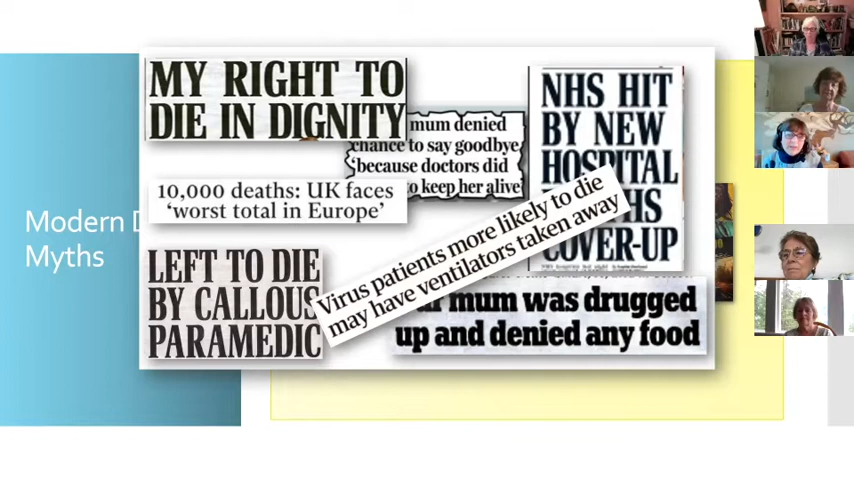 Modern
Myths
MY RIGHT TO
DIE IN DIGNITY
mum denied
chance to say goodbye
'because doctors did
to keep her alive'
NHS HIT
BY NEW
HOSPITAL
COVER-UP
10,000 deaths: UK faces
'worst total in Europe'
LEFT TO DIE
BY CALLOUS
PARAMEDIC
Virus patients more likely to die
may have ventilators taken away
mum was drugged
up and denied any food